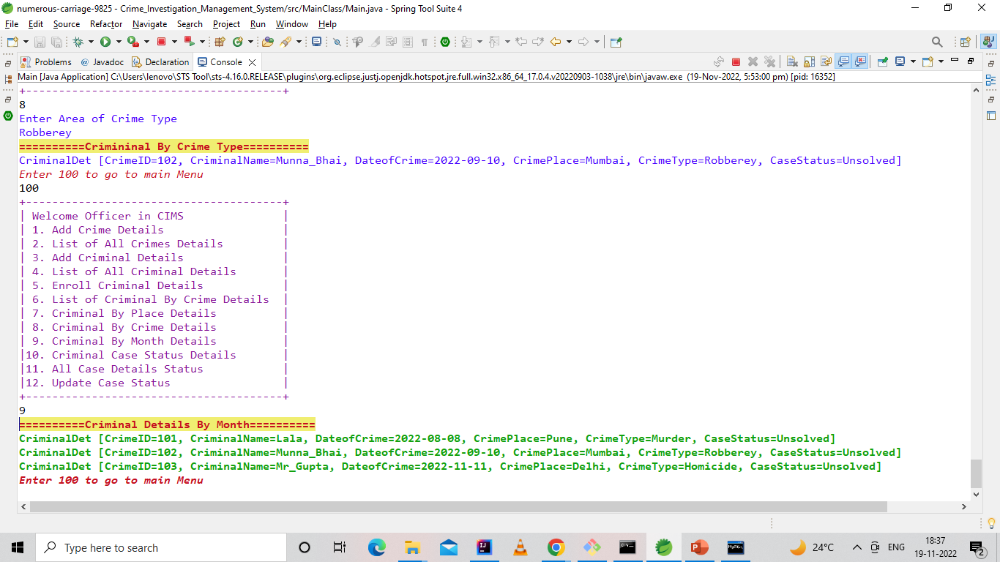 numerous-carriage-9825 - Crime_Investigation_Management_System/src/MainClass/Main.java - Spring Tool Suite 4
File Edit Source Refactor Navigate Search Project Run Window Help
Problems @ Javadoc Declaration Console
Main [Java Application] C:\Users\lenovo\STS Tool\sts-4.16.0.RELEASE\plugins\org.eclipse.justj.openjdk.hotspot.jre.full.win32.x86_64_17.0.4.v20220903-1038\jre\bin\javaw.exe (19-Nov-2022, 5:53:00 pm) [pid: 16352]
+---------------------------------------+
8
Enter Area of Crime Type
Robberey
==========Crimininal By Crime Type==========
CriminalDet [CrimeID=102, CriminalName=Munna_Bhai, DateofCrime=2022-09-10, CrimePlace=Mumbai, CrimeType=Robberey, CaseStatus=Unsolved]
Enter 100 to go to main Menu
100
+---------------------------------------+
| Welcome Officer in CIMS |
| 1. Add Crime Details |
| 2. List of All Crimes Details |
| 3. Add Criminal Details |
| 4. List of All Criminal Details |
| 5. Enroll Criminal Details |
| 6. List of Criminal By Crime Details |
| 7. Criminal By Place Details |
| 8. Criminal By Crime Details |
| 9. Criminal By Month Details |
|10. Criminal Case Status Details |
|11. All Case Details Status |
|12. Update Case Status |
+---------------------------------------+
9
==========Criminal Details By Month==========
CriminalDet [CrimeID=101, CriminalName=Lala, DateofCrime=2022-08-08, CrimePlace=Pune, CrimeType=Murder, CaseStatus=Unsolved]
CriminalDet [CrimeID=102, CriminalName=Munna_Bhai, DateofCrime=2022-09-10, CrimePlace=Mumbai, CrimeType=Robberey, CaseStatus=Unsolved]
CriminalDet [CrimeID=103, CriminalName=Mr_Gupta, DateofCrime=2022-11-11, CrimePlace=Delhi, CrimeType=Homicide, CaseStatus=Unsolved]
Enter 100 to go to main Menu
Type here to search
24°C
ENG
18:37
19-11-2022
2